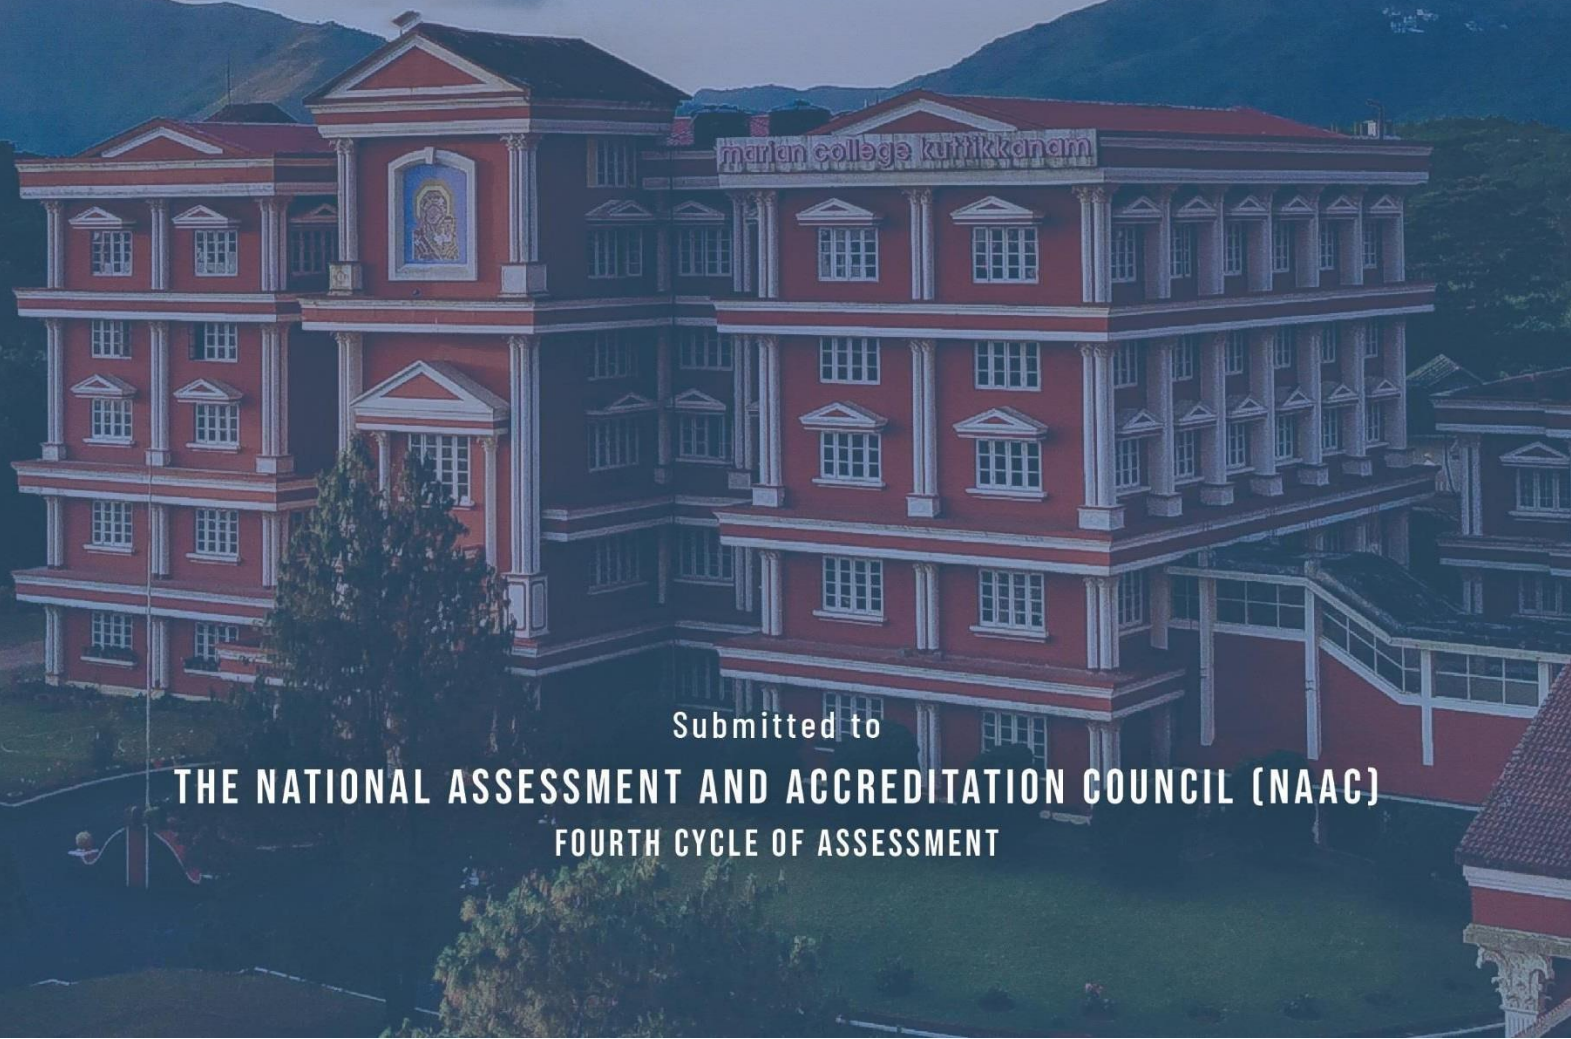 marian college kuttikkanam
Submitted to
THE NATIONAL ASSESSMENT AND ACCREDITATION COUNCIL (NAAC)
FOURTH CYCLE OF ASSESSMENT